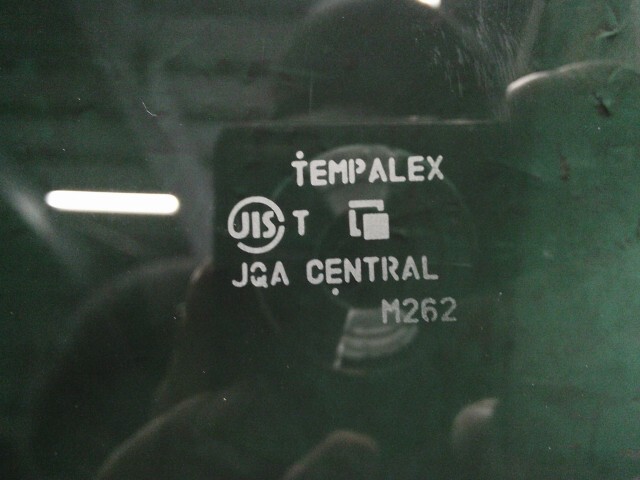 TEMPALEX
JIS T
JQA CENTRAL
M262